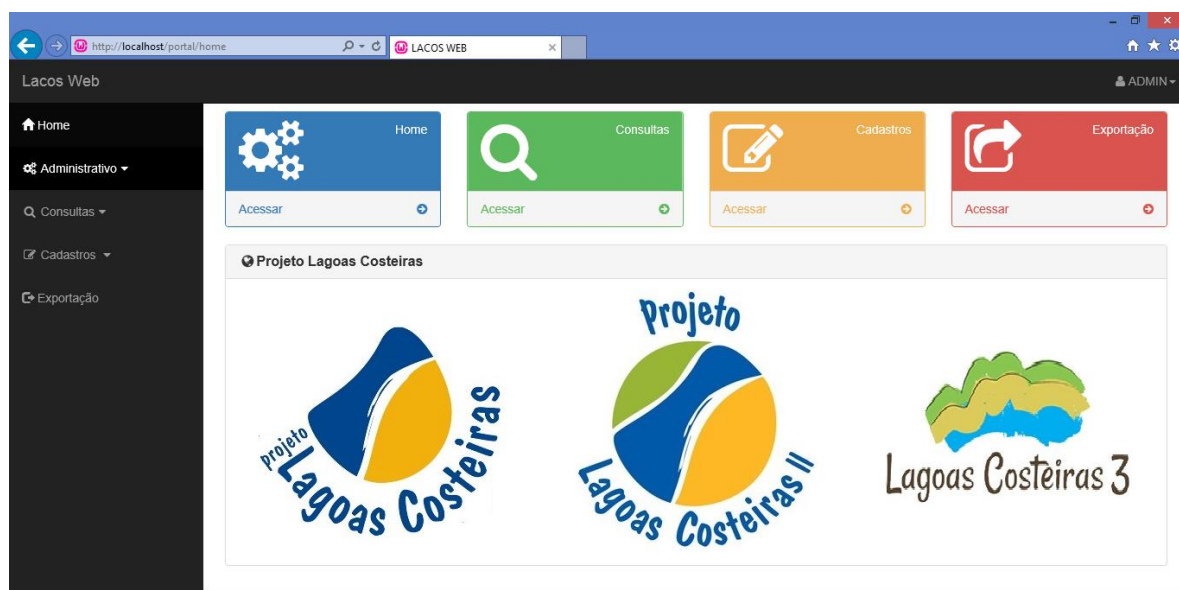 http://localhost/portal/home
LACOS WEB
Lacos Web
ADMIN
Home
Administrativo
Consultas
Cadastros
Exportação
Home
Acessar
Consultas
Acessar
Cadastros
Acessar
Exportação
Acessar
Projeto Lagoas Costeiras
projeto
Lagoas Costeiras
Projeto
Lagoas Costeiras II
Lagoas Costeiras 3